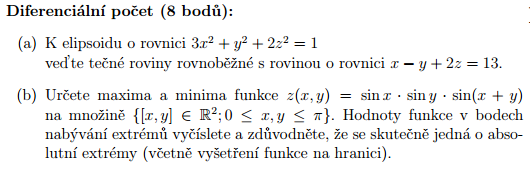 Diferenciální počet (8 bodů):
(a) K elipsoidu o rovnici 3x² + y² + 2z² = 1
veďte tečné roviny rovnoběžné s rovinou o rovnici x − y + 2z = 13.
(b) Určete maxima a minima funkce z(x, y) = sin x · sin y · sin(x + y)
na množině {[x, y] ∈ ℝ²; 0 ≤ x, y ≤ π}. Hodnoty funkce v bodech
nabývání extrémů vyčíslete a zdůvodněte, že se skutečně jedná o abso-
lutní extrémy (včetně vyšetření funkce na hranici).